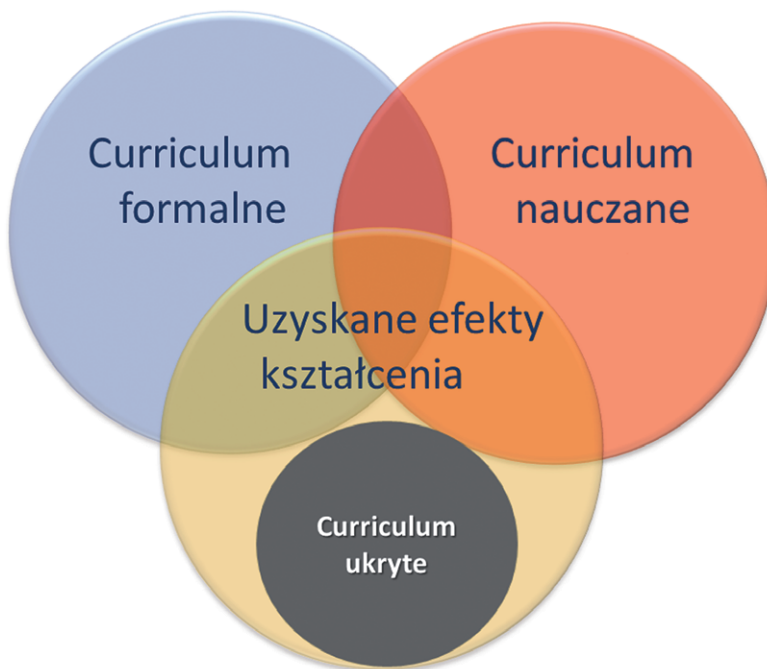 Curriculum
formalne
Curriculum
nauczane
Uzyskane efekty
kształcenia
Curriculum
ukryte